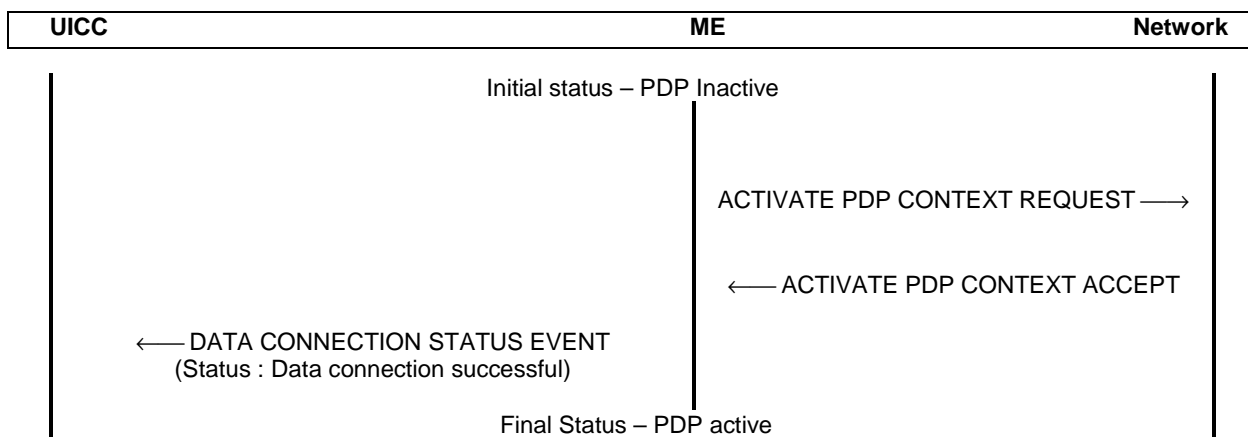 UICC ME Network
Initial status – PDP Inactive
ACTIVATE PDP CONTEXT REQUEST ⟶
⟵ ACTIVATE PDP CONTEXT ACCEPT
⟵ DATA CONNECTION STATUS EVENT
(Status : Data connection successful)
Final Status – PDP active